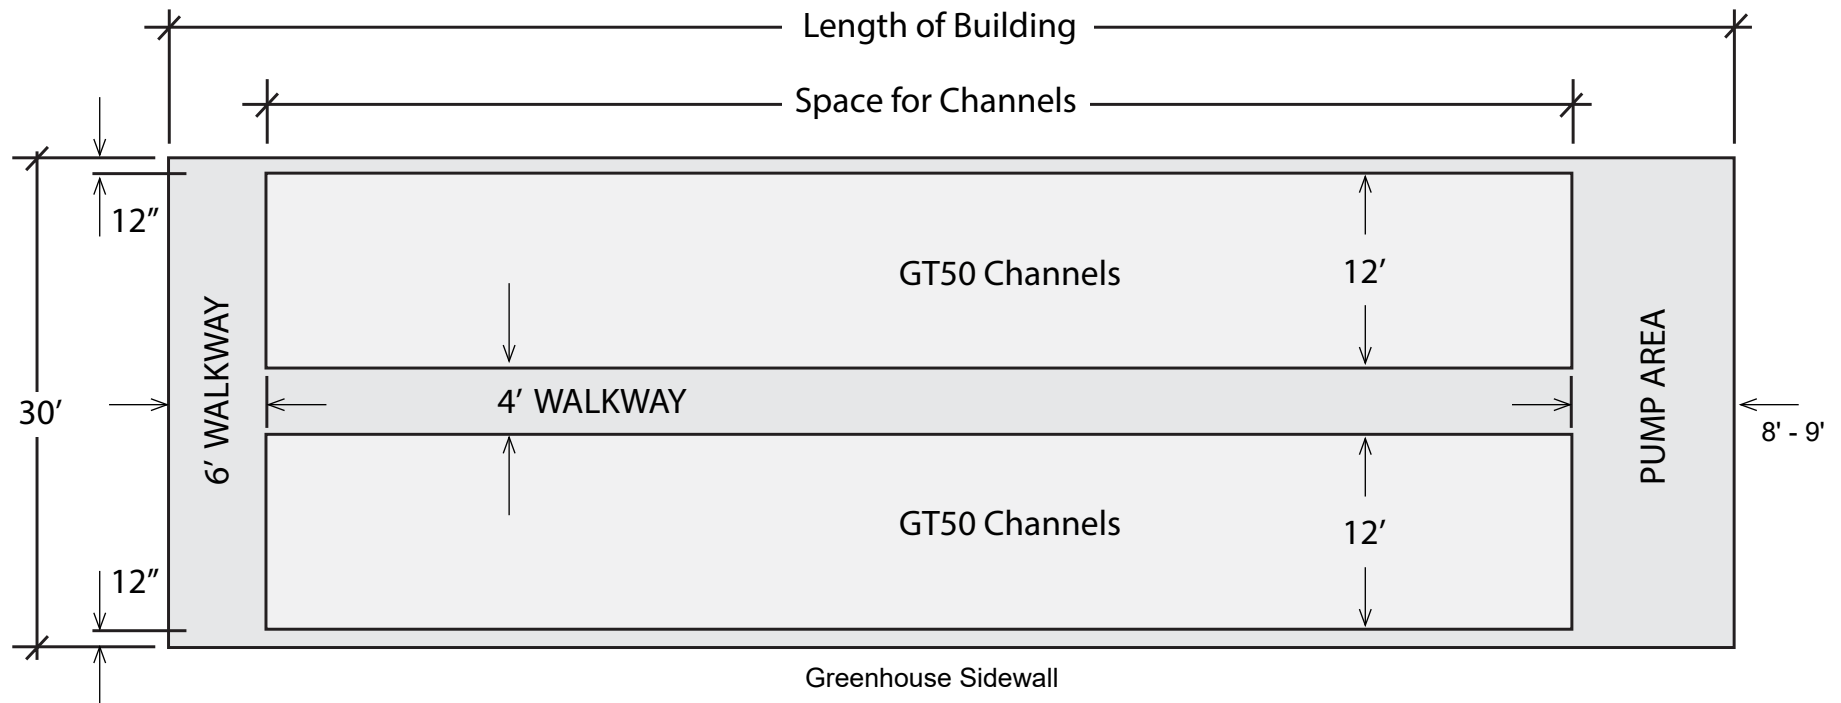 Length of Building
Space for Channels
12”
GT50 Channels
12’
6’ WALKWAY
4’ WALKWAY
30’
PUMP AREA
8' - 9'
GT50 Channels
12’
12”
Greenhouse Sidewall